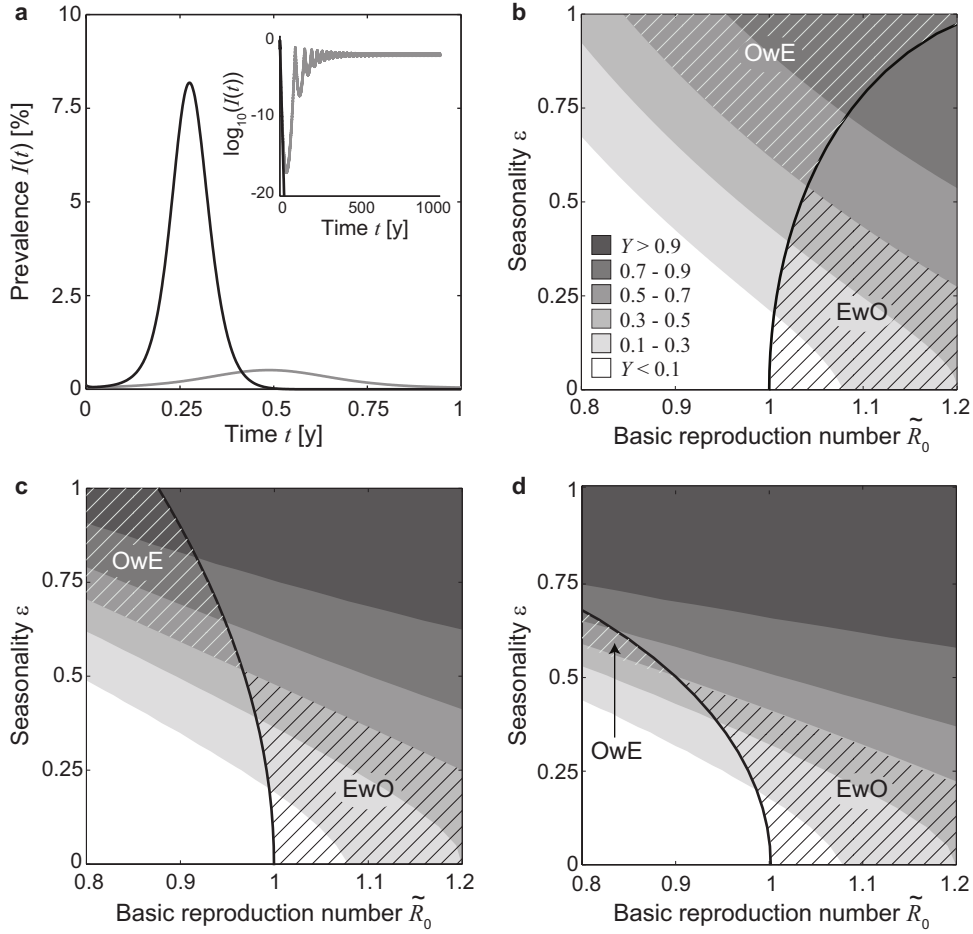 a
Prevalence I(t) [%]
10
7.5
5
2.5
0
0
0.25
0.5
0.75
1
Time t [y]
log10(I(t))
0
-10
-20
0
500
1000
Time t [y]
b
Seasonality ε
1
0.75
0.5
0.25
0
OwE
EwO
Y > 0.9
0.7 - 0.9
0.5 - 0.7
0.3 - 0.5
0.1 - 0.3
Y < 0.1
0.8
0.9
1
1.1
1.2
Basic reproduction number R̃0
c
Seasonality ε
1
0.75
0.5
0.25
0
OwE
EwO
0.8
0.9
1
1.1
1.2
Basic reproduction number R̃0
d
Seasonality ε
1
0.75
0.5
0.25
0
OwE
EwO
0.8
0.9
1
1.1
1.2
Basic reproduction number R̃0